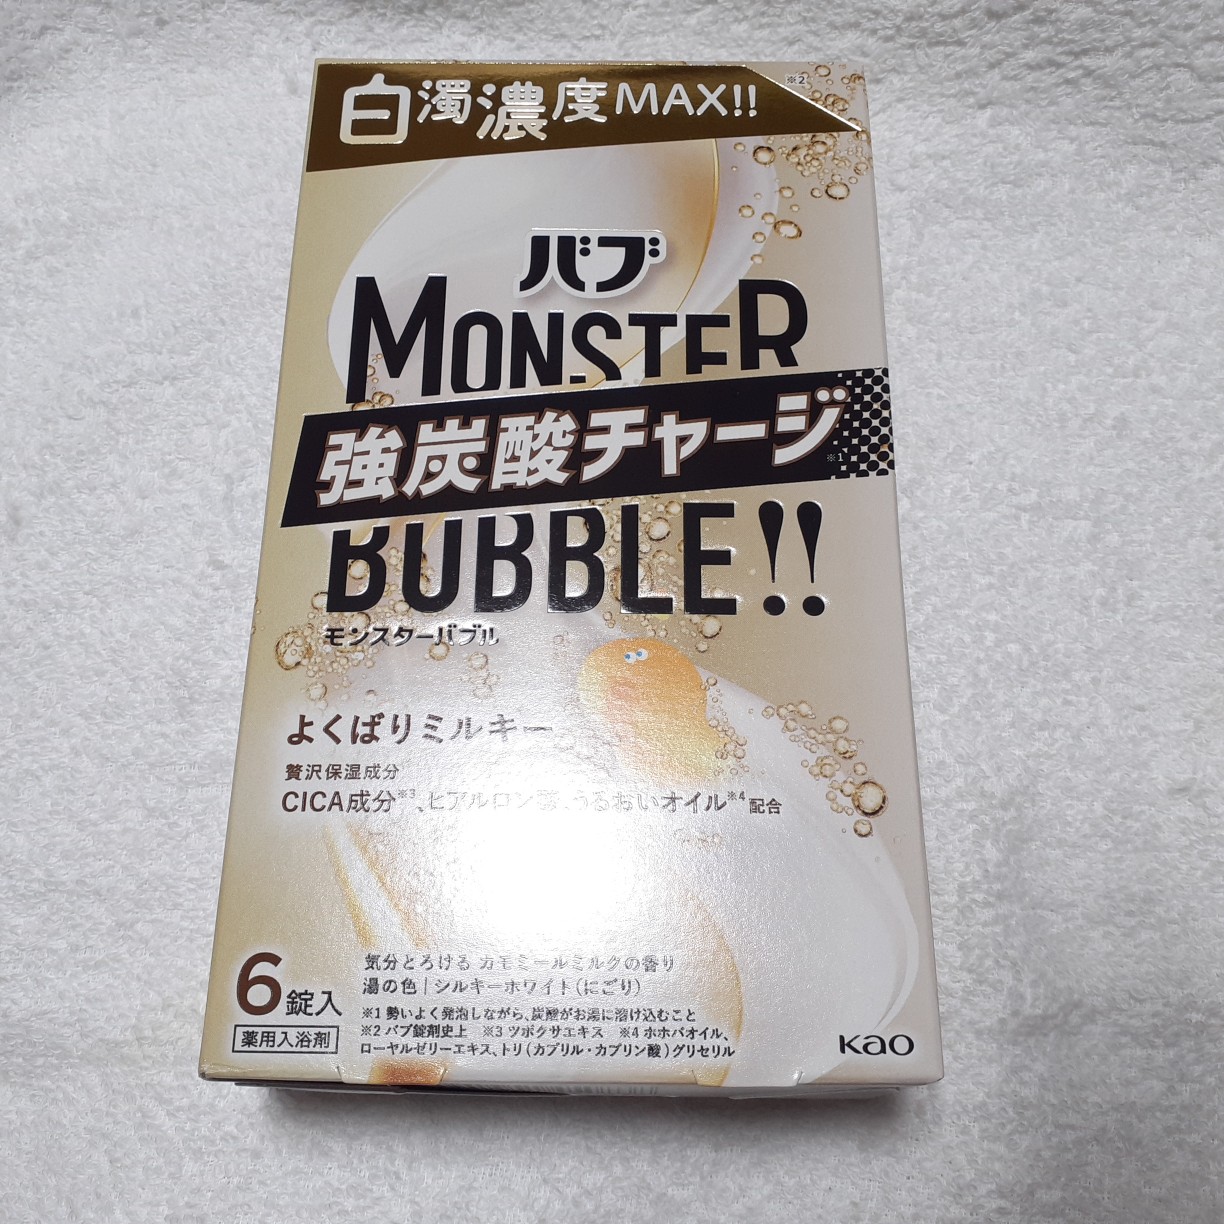 白濁濃度MAX!! ※2
バブ
MONSTER
強炭酸チャージ ※1
BUBBLE!!
モンスターバブル
よくばりミルキー
贅沢保湿成分
CICA成分※3、ヒアルロン酸、うるおいオイル※4配合
気分とろける カモミールミルクの香り
6錠入
湯の色|シルキーホワイト(にごり)
※1 勢いよく発泡しながら、炭酸がお湯に溶け込むこと
薬用入浴剤
※2 バブ錠剤史上 ※3 ツボクサエキス ※4 ホホバオイル、
ローヤルゼリーエキス、トリ(カプリル・カプリン酸)グリセリル
Kao